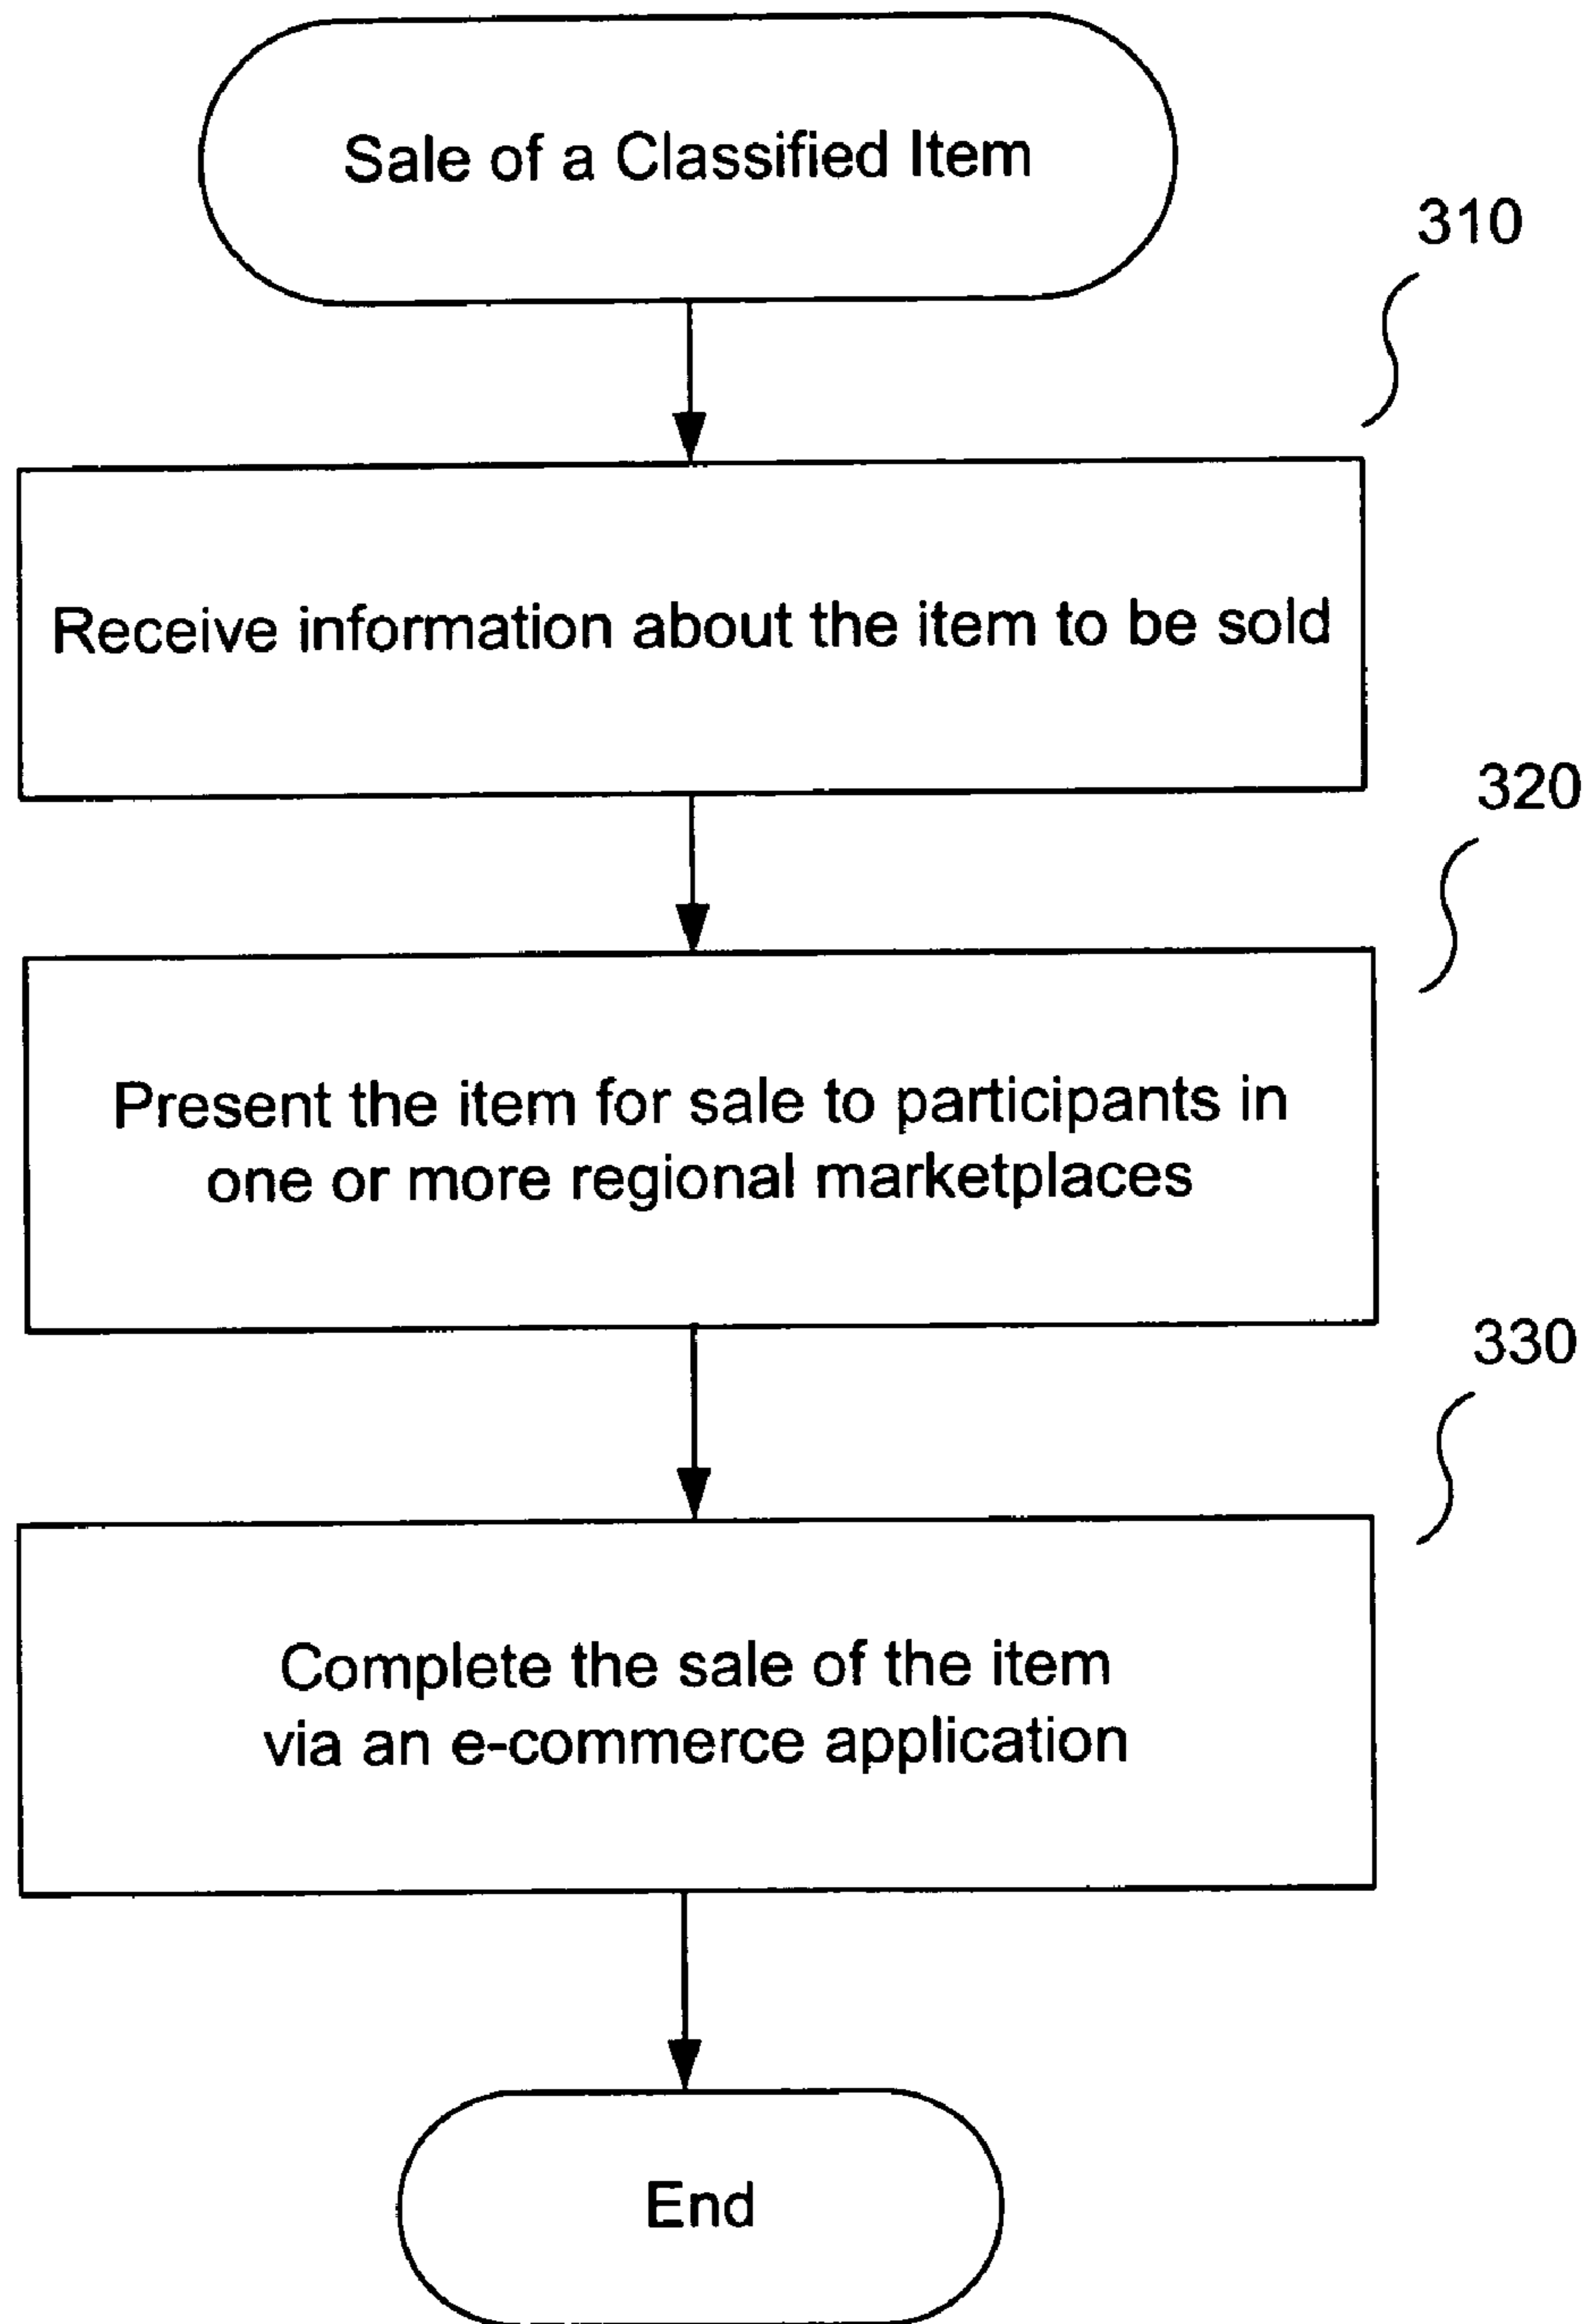 Sale of a Classified Item
310
Receive information about the item to be sold
320
Present the item for sale to participants in
one or more regional marketplaces
330
Complete the sale of the item
via an e-commerce application
End